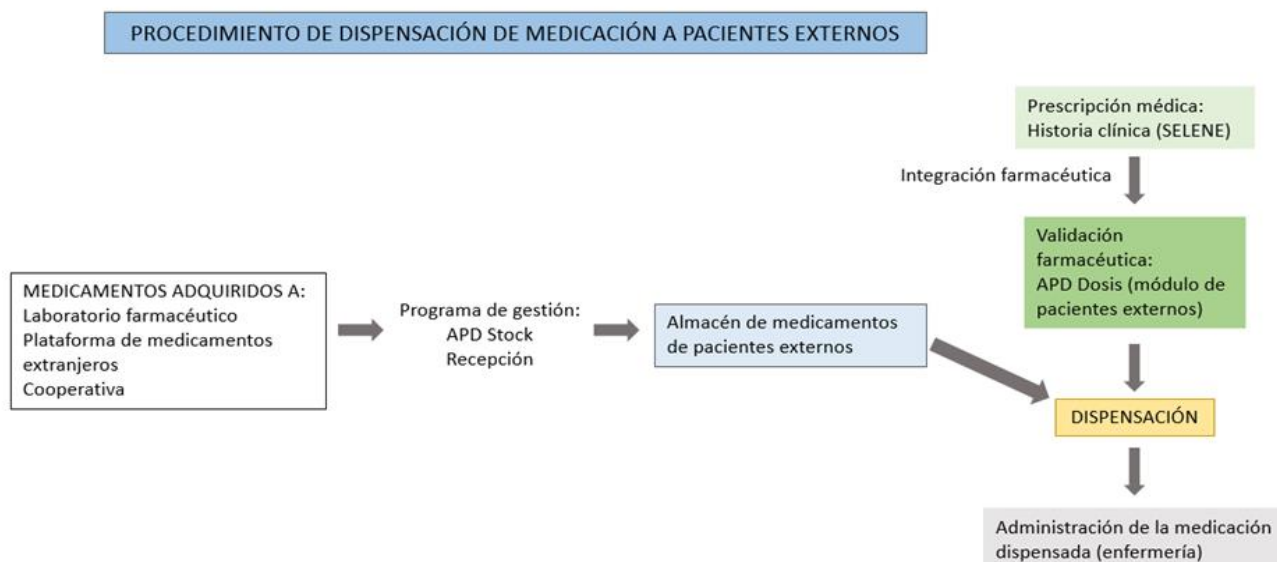 PROCEDIMIENTO DE DISPENSACIÓN DE MEDICACIÓN A PACIENTES EXTERNOS
Prescripción médica:
Historia clínica (SELENE)
Integración farmacéutica
Validación
farmacéutica:
APD Dosis (módulo de
pacientes externos)
MEDICAMENTOS ADQUIRIDOS A:
Laboratorio farmacéutico
Plataforma de medicamentos
extranjeros
Cooperativa
Programa de gestión:
APD Stock
Recepción
Almacén de medicamentos
de pacientes externos
DISPENSACIÓN
Administración de la medicación
dispensada (enfermería)